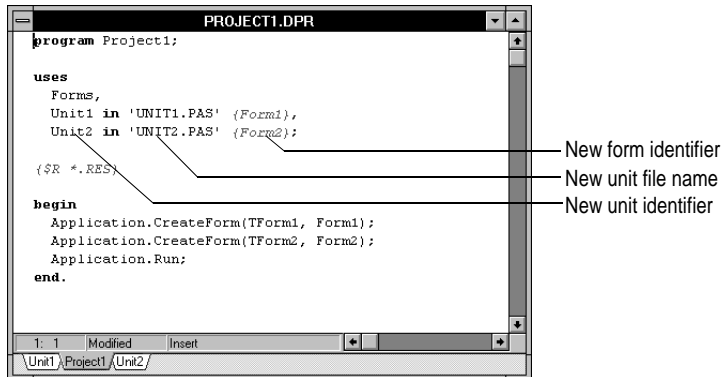 PROJECT1.DPR
program Project1;
uses
Forms,
Unit1 in 'UNIT1.PAS' {Form1},
Unit2 in 'UNIT2.PAS' {Form2};
{$R *.RES}
begin
Application.CreateForm(TForm1, Form1);
Application.CreateForm(TForm2, Form2);
Application.Run;
end.
New form identifier
New unit file name
New unit identifier
1: 1 Modified Insert
Unit1 Project1 Unit2